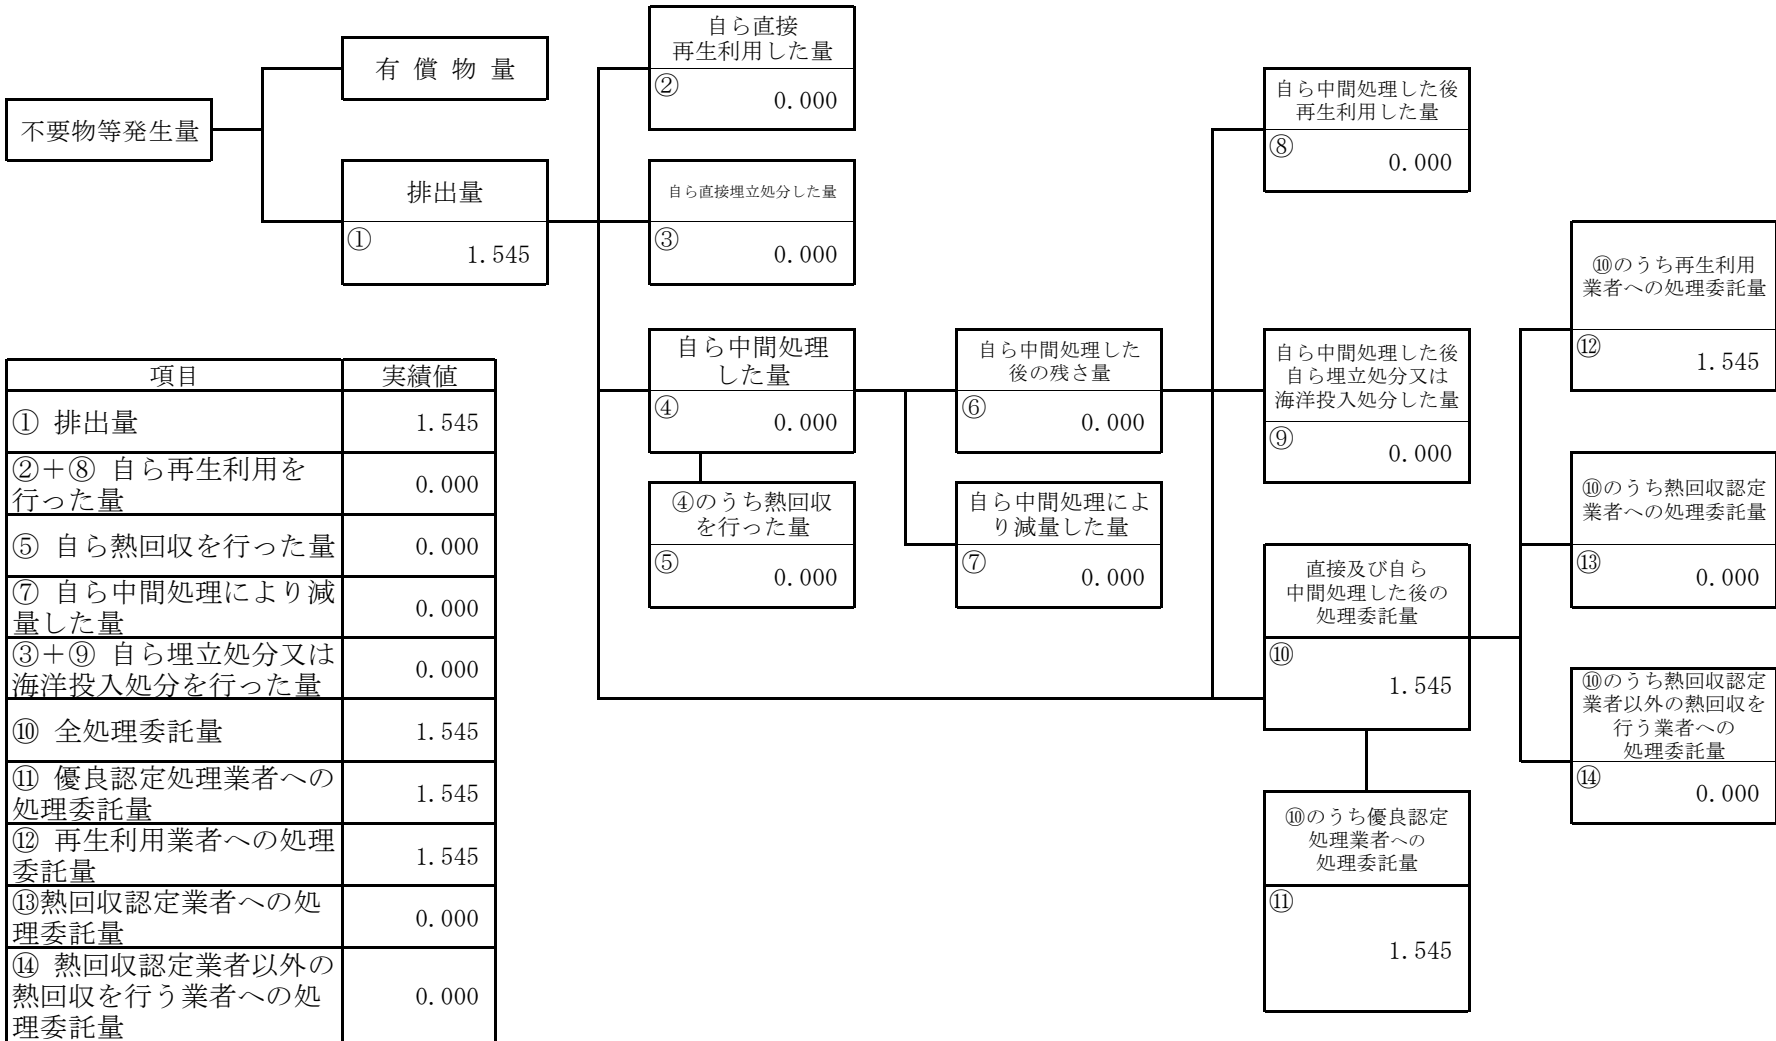 不要物等発生量
有 償 物 量
排出量
①
1.545
自ら直接
再生利用した量
②
0.000
自ら直接埋立処分した量
③
0.000
自ら中間処理
した量
④
0.000
④のうち熱回収
を行った量
⑤
0.000
自ら中間処理した
後の残さ量
⑥
0.000
自ら中間処理によ
り減量した量
⑦
0.000
自ら中間処理した後
再生利用した量
⑧
0.000
自ら中間処理した後
自ら埋立処分又は
海洋投入処分した量
⑨
0.000
直接及び自ら
中間処理した後の
処理委託量
⑩
1.545
⑩のうち優良認定
処理業者への
処理委託量
⑪
1.545
⑩のうち再生利用
業者への処理委託量
⑫
1.545
⑩のうち熱回収認定
業者への処理委託量
⑬
0.000
⑩のうち熱回収認定
業者以外の熱回収を
行う業者への
処理委託量
⑭
0.000
項目 実績値
① 排出量 1.545
②＋⑧ 自ら再生利用を
行った量 0.000
⑤ 自ら熱回収を行った量 0.000
⑦ 自ら中間処理により減
量した量 0.000
③＋⑨ 自ら埋立処分又は
海洋投入処分を行った量 0.000
⑩ 全処理委託量 1.545
⑪ 優良認定処理業者への
処理委託量 1.545
⑫ 再生利用業者への処理
委託量 1.545
⑬熱回収認定業者への処
理委託量 0.000
⑭ 熱回収認定業者以外の
熱回収を行う業者への処
理委託量 0.000